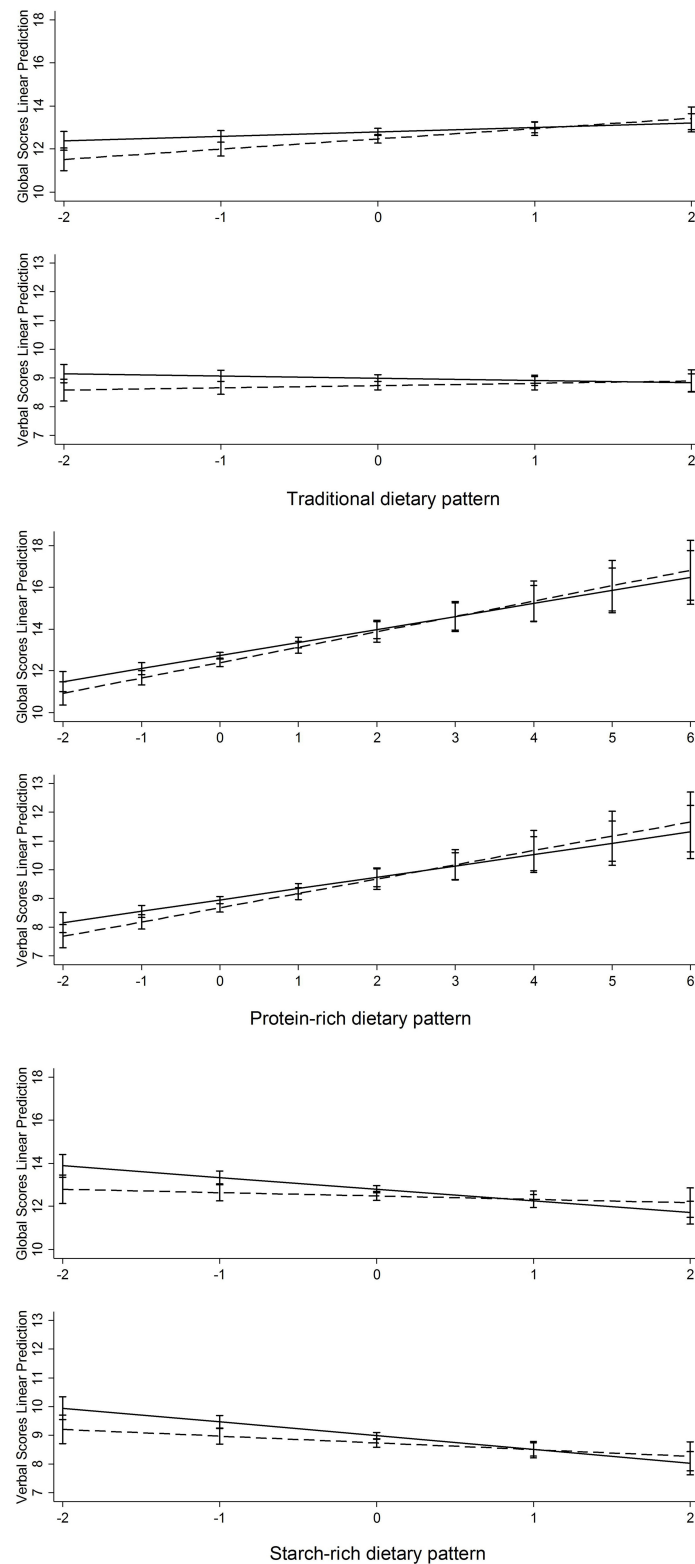 Global Socres Linear Prediction
18
16
14
12
10
-2 -1 0 1 2
Verbal Scores Linear Prediction
13
12
11
10
9
8
7
-2 -1 0 1 2
Traditional dietary pattern
Global Scores Linear Prediction
18
16
14
12
10
-2 -1 0 1 2 3 4 5 6
Verbal Scores Linear Prediction
13
12
11
10
9
8
7
-2 -1 0 1 2 3 4 5 6
Protein-rich dietary pattern
Global Scores Linear Prediction
18
16
14
12
10
-2 -1 0 1 2
Verbal Scores Linear Prediction
13
12
11
10
9
8
7
-2 -1 0 1 2
Starch-rich dietary pattern